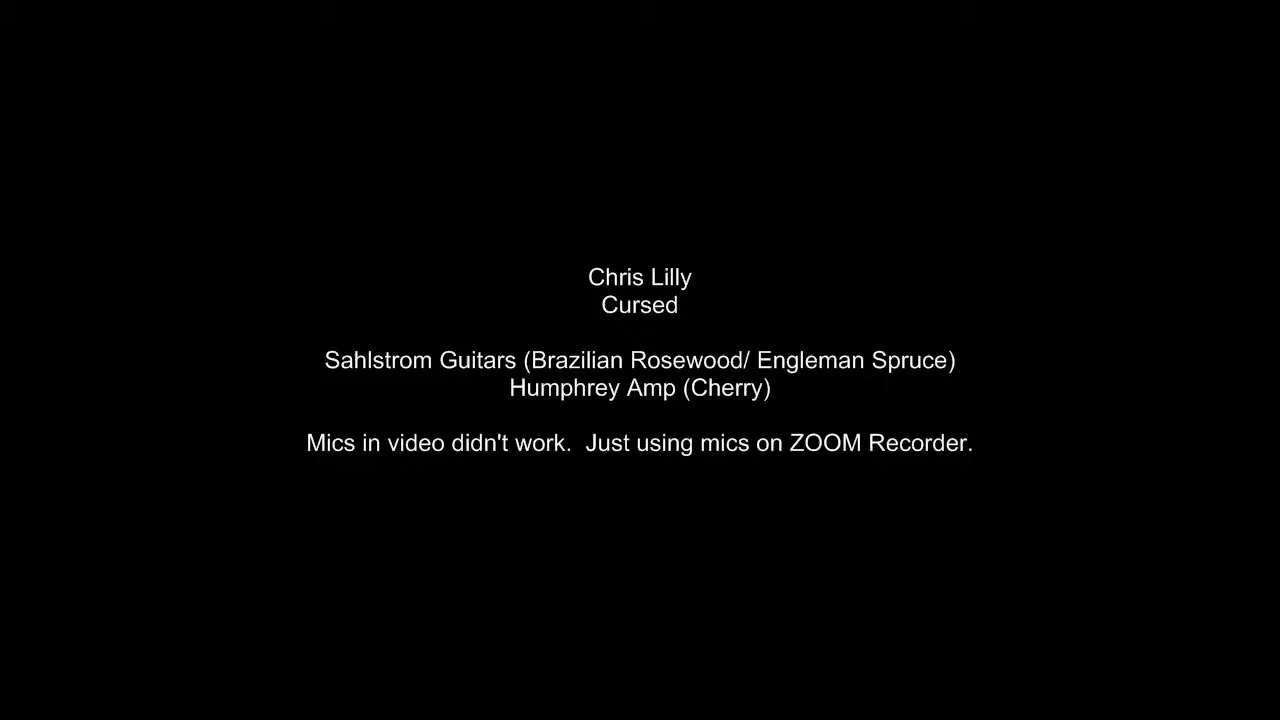 Chris Lilly
Cursed
Sahlstrom Guitars (Brazilian Rosewood/ Engleman Spruce)
Humphrey Amp (Cherry)
Mics in video didn't work.  Just using mics on ZOOM Recorder.